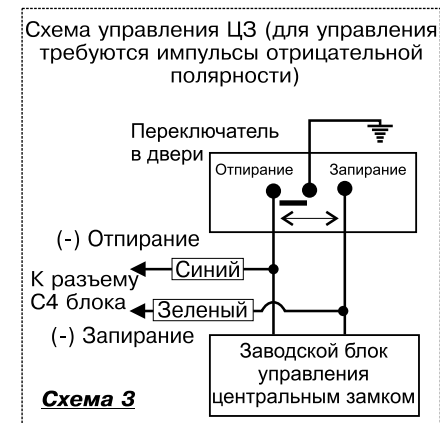 Схема управления ЦЗ (для управления
требуются импульсы отрицательной
полярности)
Переключатель
в двери
Отпирание
Запирание
(-) Отпирание
Синий
К разъему
С4 блока
Зеленый
(-) Запирание
Заводской блок
управления
центральным замком
Схема 3